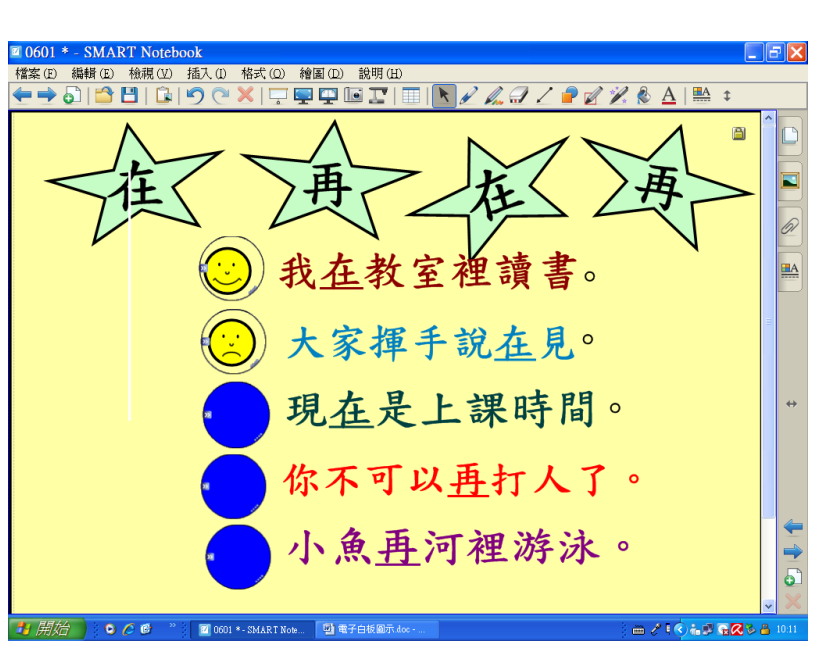 0601 * - SMART Notebook
檔案(F) 編輯(E) 檢視(V) 插入(I) 格式(O) 繪圖(D) 說明(H)
在 再 在 再
我在教室裡讀書。
大家揮手說在見。
現在是上課時間。
你不可以再打人了。
小魚再河裡游泳。
開始 0601 * - SMART Note... 電子白板圖示.doc - ... 10:11